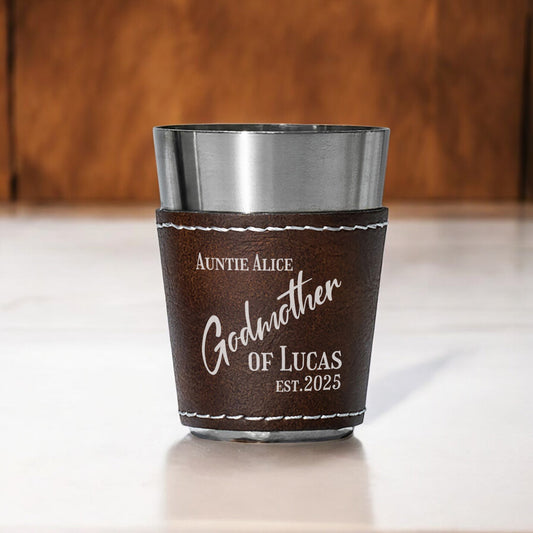 Auntie Alice
Godmother
of Lucas
est.2025